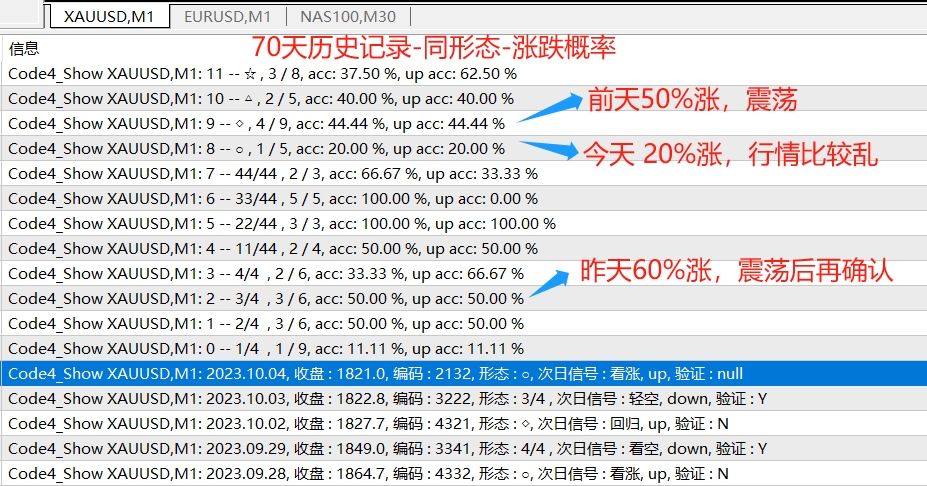 XAUUSD,M1 EURUSD,M1 NAS100,M30
70天历史记录-同形态-涨跌概率
信息
Code4_Show XAUUSD,M1: 11 -- ☆ , 3 / 8, acc: 37.50 %, up acc: 62.50 %
Code4_Show XAUUSD,M1: 10 -- △ , 2 / 5, acc: 40.00 %, up acc: 40.00 %
前天50%涨，震荡
Code4_Show XAUUSD,M1: 9 -- ◇ , 4 / 9, acc: 44.44 %, up acc: 44.44 %
Code4_Show XAUUSD,M1: 8 -- ○ , 1 / 5, acc: 20.00 %, up acc: 20.00 %
今天 20%涨，行情比较乱
Code4_Show XAUUSD,M1: 7 -- 44/44 , 2 / 3, acc: 66.67 %, up acc: 33.33 %
Code4_Show XAUUSD,M1: 6 -- 33/44 , 5 / 5, acc: 100.00 %, up acc: 0.00 %
Code4_Show XAUUSD,M1: 5 -- 22/44 , 3 / 3, acc: 100.00 %, up acc: 100.00 %
Code4_Show XAUUSD,M1: 4 -- 11/44 , 2 / 4, acc: 50.00 %, up acc: 50.00 %
Code4_Show XAUUSD,M1: 3 -- 4/4 , 2 / 6, acc: 33.33 %, up acc: 66.67 %
昨天60%涨，震荡后再确认
Code4_Show XAUUSD,M1: 2 -- 3/4 , 3 / 6, acc: 50.00 %, up acc: 50.00 %
Code4_Show XAUUSD,M1: 1 -- 2/4 , 3 / 6, acc: 50.00 %, up acc: 50.00 %
Code4_Show XAUUSD,M1: 0 -- 1/4 , 1 / 9, acc: 11.11 %, up acc: 11.11 %
Code4_Show XAUUSD,M1: 2023.10.04, 收盘 : 1821.0, 编码 : 2132, 形态 : ○, 次日信号 : 看涨, up, 验证 : null
Code4_Show XAUUSD,M1: 2023.10.03, 收盘 : 1822.8, 编码 : 3222, 形态 : 3/4 , 次日信号 : 轻空, down, 验证 : Y
Code4_Show XAUUSD,M1: 2023.10.02, 收盘 : 1827.7, 编码 : 4321, 形态 : ◇, 次日信号 : 回归, up, 验证 : N
Code4_Show XAUUSD,M1: 2023.09.29, 收盘 : 1849.0, 编码 : 3341, 形态 : 4/4 , 次日信号 : 看空, down, 验证 : Y
Code4_Show XAUUSD,M1: 2023.09.28, 收盘 : 1864.7, 编码 : 4332, 形态 : ○, 次日信号 : 看涨, up, 验证 : N